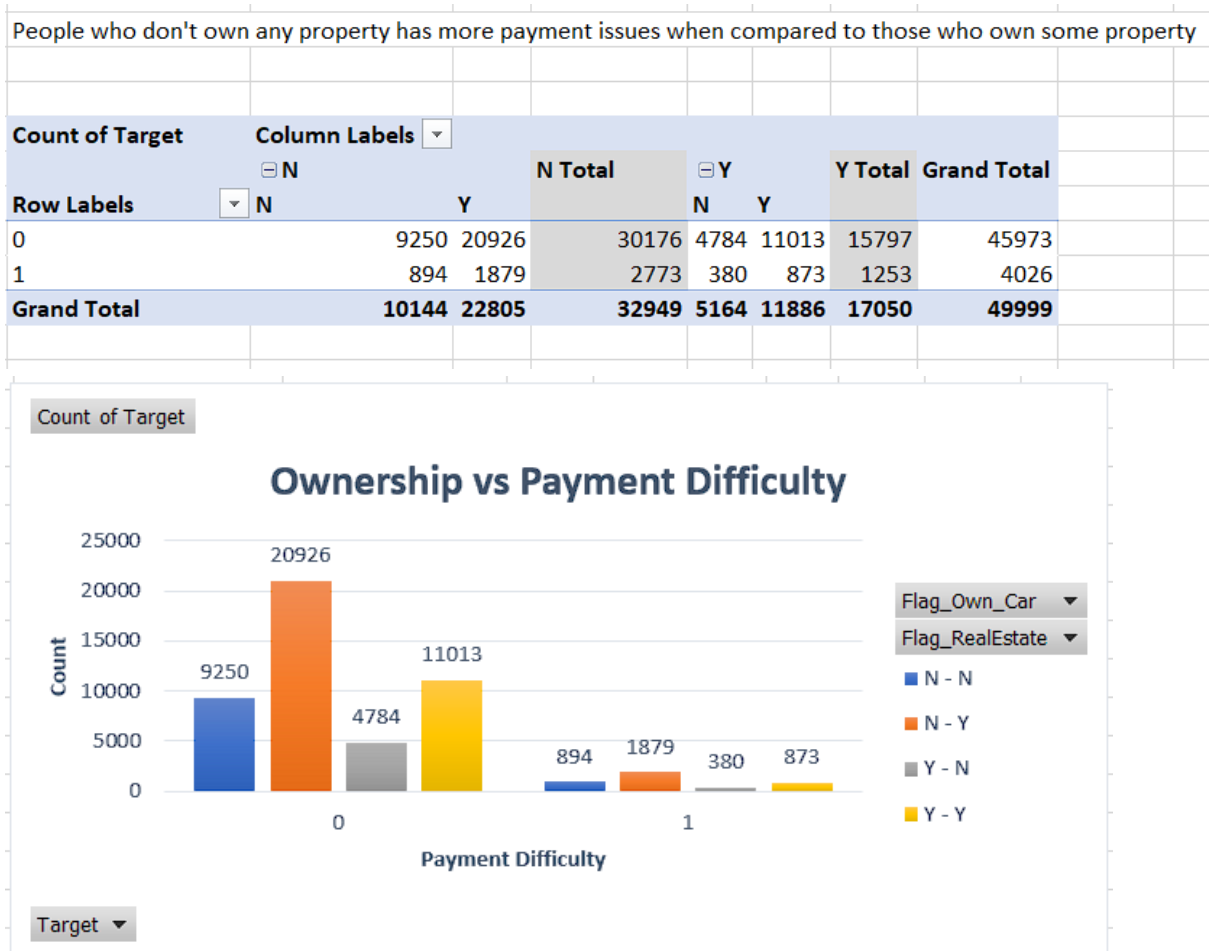 People who don't own any property has more payment issues when compared to those who own some property
Count of Target Column Labels
N N Total Y Y Total Grand Total
Row Labels N Y N Y
0 9250 20926 30176 4784 11013 15797 45973
1 894 1879 2773 380 873 1253 4026
Grand Total 10144 22805 32949 5164 11886 17050 49999
Count of Target
Ownership vs Payment Difficulty
25000
20000
15000
10000
5000
0
Count
9250
20926
4784
11013
894
1879
380
873
0 1
Payment Difficulty
Flag_Own_Car
Flag_RealEstate
N - N
N - Y
Y - N
Y - Y
Target